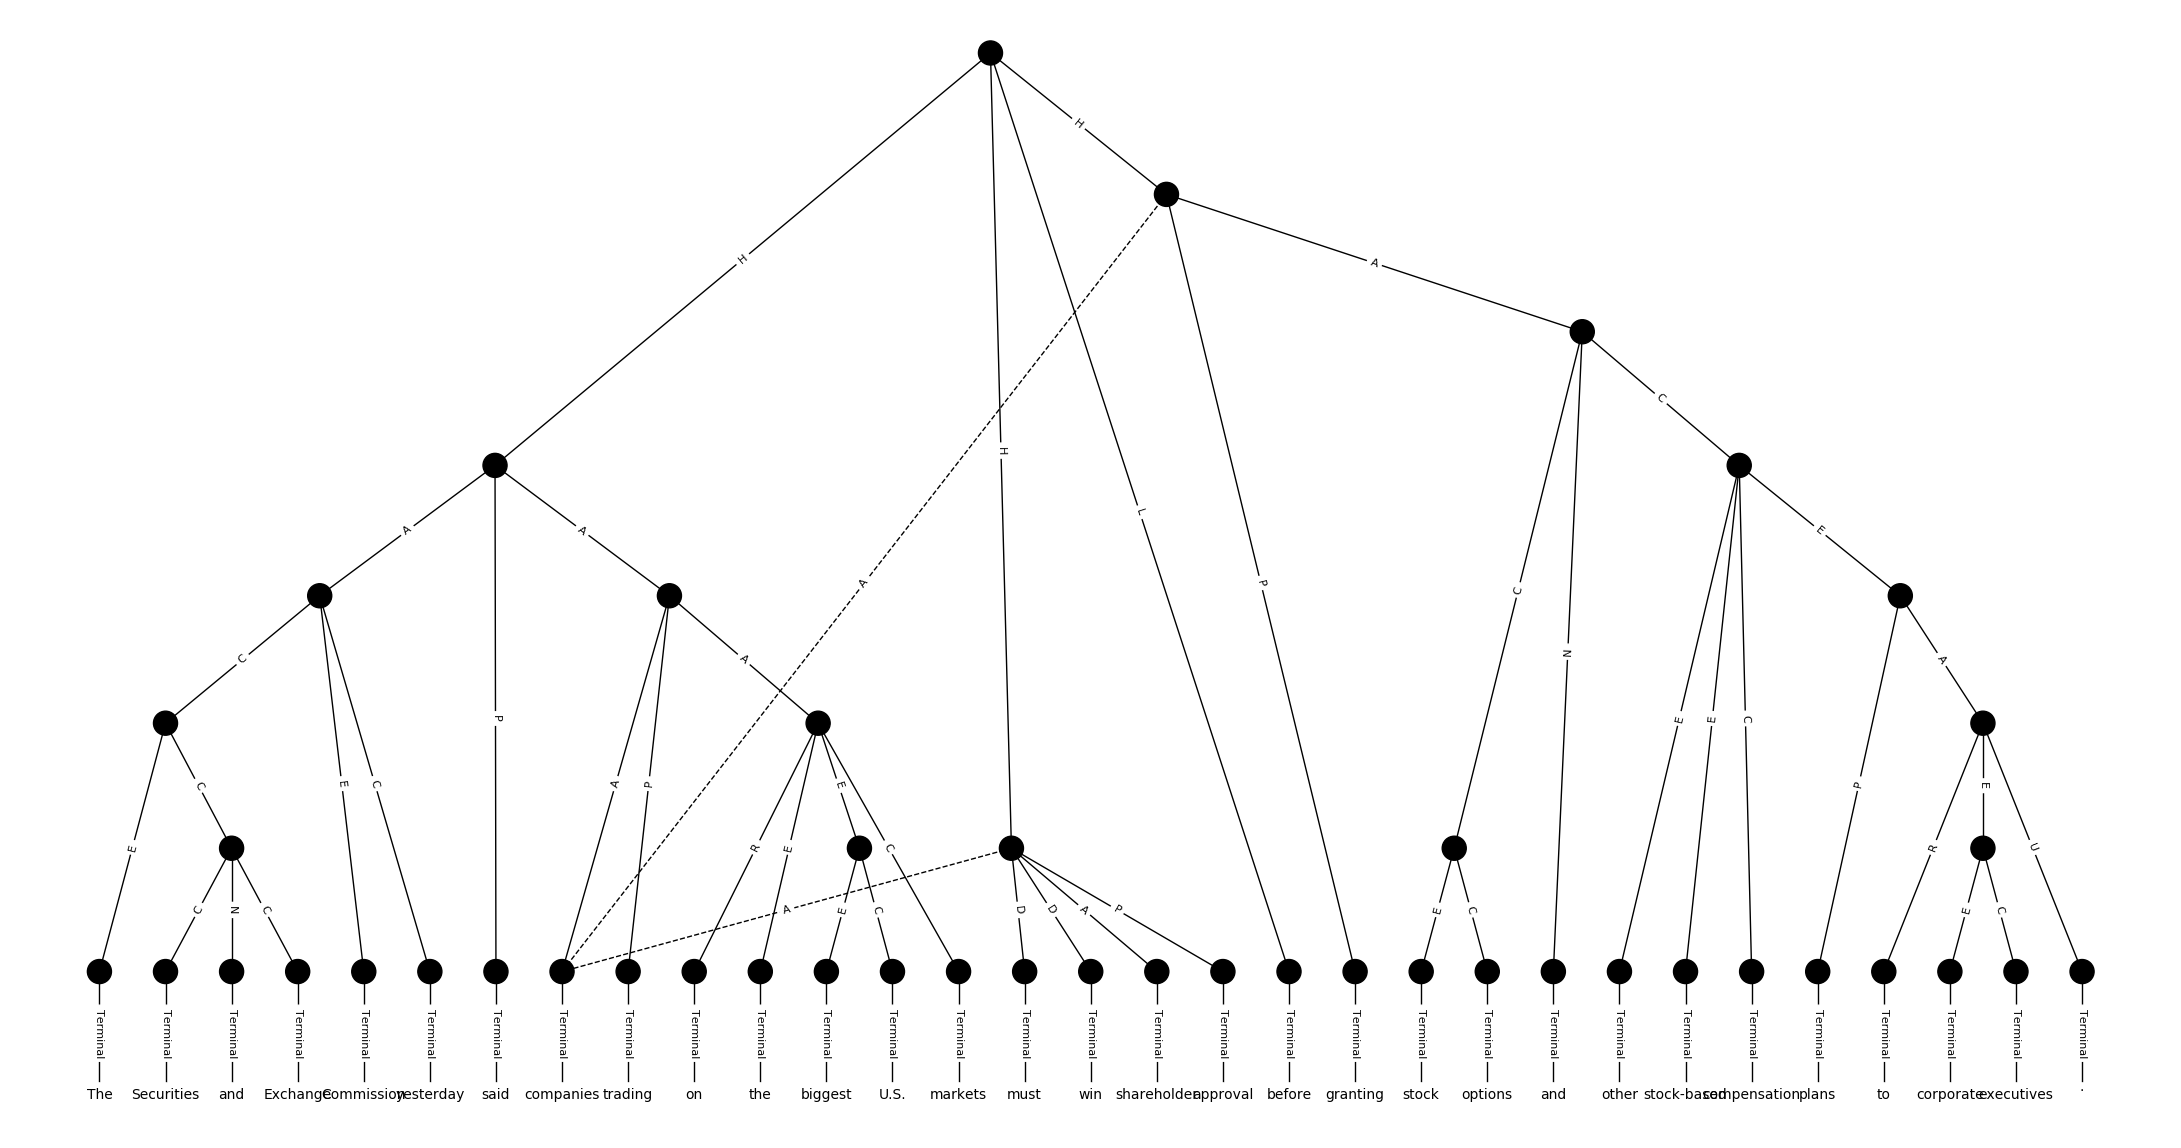 H
H
A
H
C
H
A
A
E
L
A
P
C
C
A
A
N
P
E
E
C
C
E
C
A
P
E
P
A
E
R
E
C
R
U
C
N
C
A
E
C
D
D
A
P
E
C
E
C
Terminal Terminal Terminal Terminal Terminal Terminal Terminal Terminal Terminal Terminal Terminal Terminal Terminal Terminal Terminal Terminal Terminal Terminal Terminal Terminal Terminal Terminal Terminal Terminal Terminal Terminal Terminal Terminal Terminal Terminal Terminal
The Securities and Exchange Commission yesterday said companies trading on the biggest U.S. markets must win shareholder approval before granting stock options and other stock-based compensation plans to corporate executives .